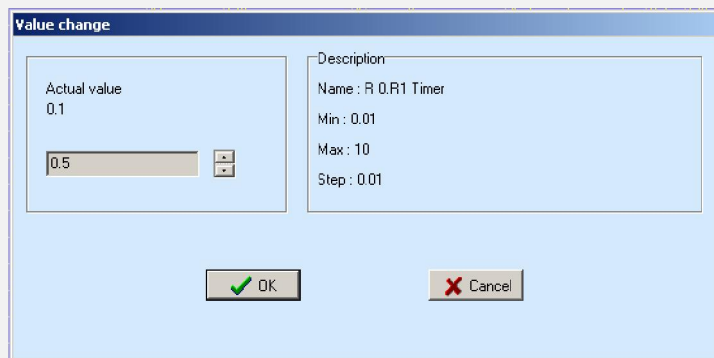 Value change
Actual value
0.1
0.5
Description
Name : R 0.R1 Timer
Min : 0.01
Max : 10
Step : 0.01
OK
Cancel